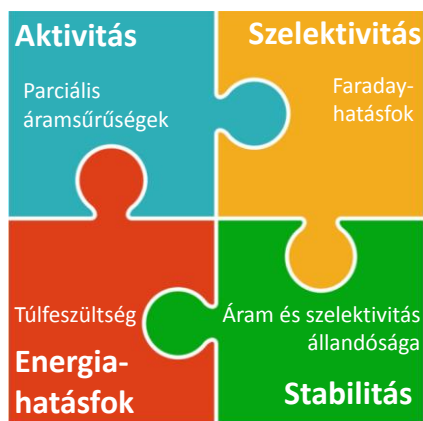 Aktivitás
Parciális
áramsűrűségek
Szelektivitás
Faraday-
hatásfok
Túlfeszültség
Energia-
hatásfok
Áram és szelektivitás
állandósága
Stabilitás